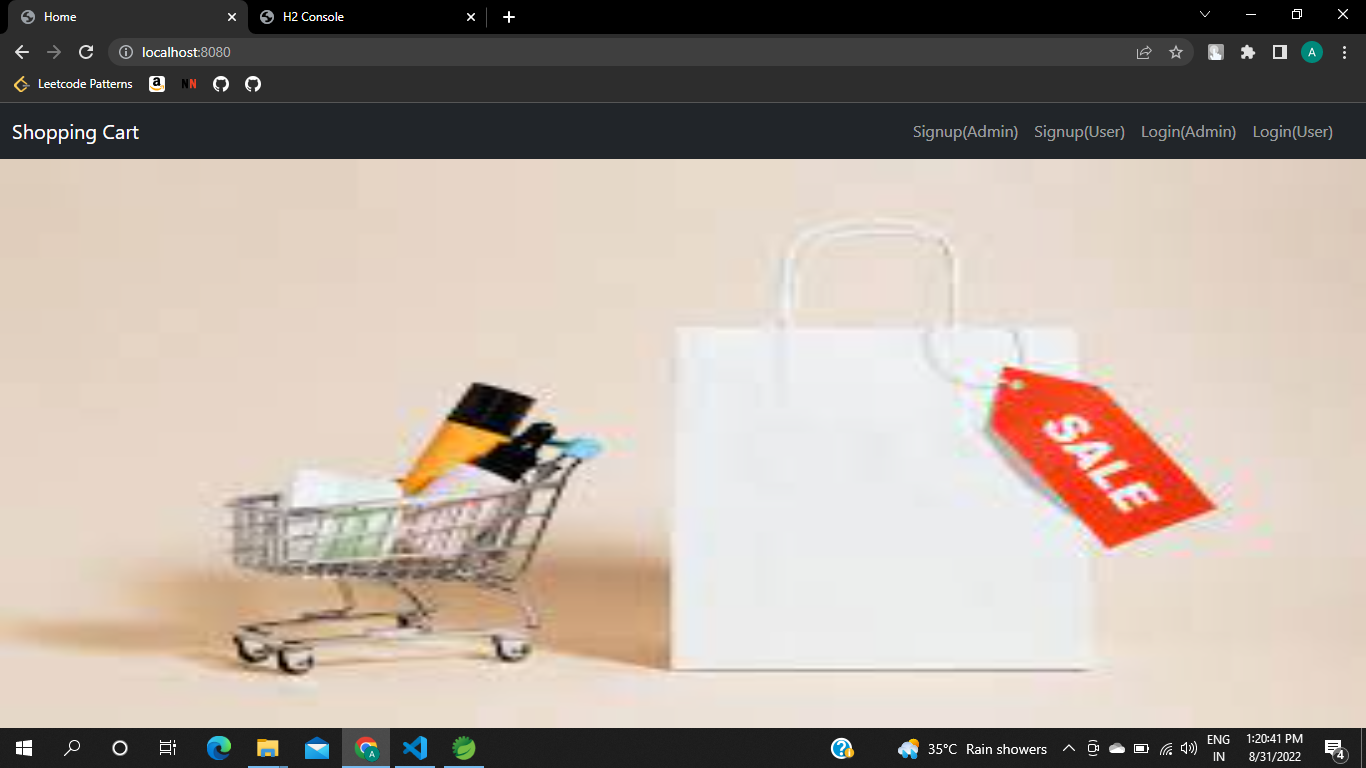 Home
H2 Console
localhost:8080
Leetcode Patterns
NN
Shopping Cart
Signup(Admin) Signup(User) Login(Admin) Login(User)
SALE
35°C Rain showers
ENG
IN
1:20:41 PM
8/31/2022
4
A
a